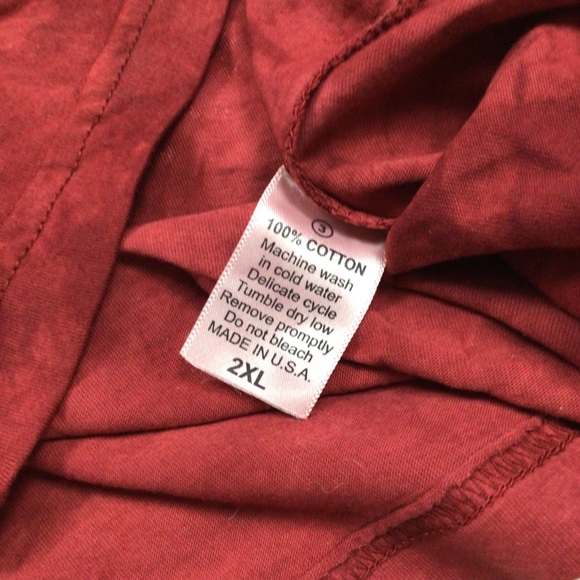 3
100% COTTON
Machine wash
in cold water
Delicate cycle
Tumble dry low
Remove promptly
Do not bleach
MADE IN U.S.A.
2XL